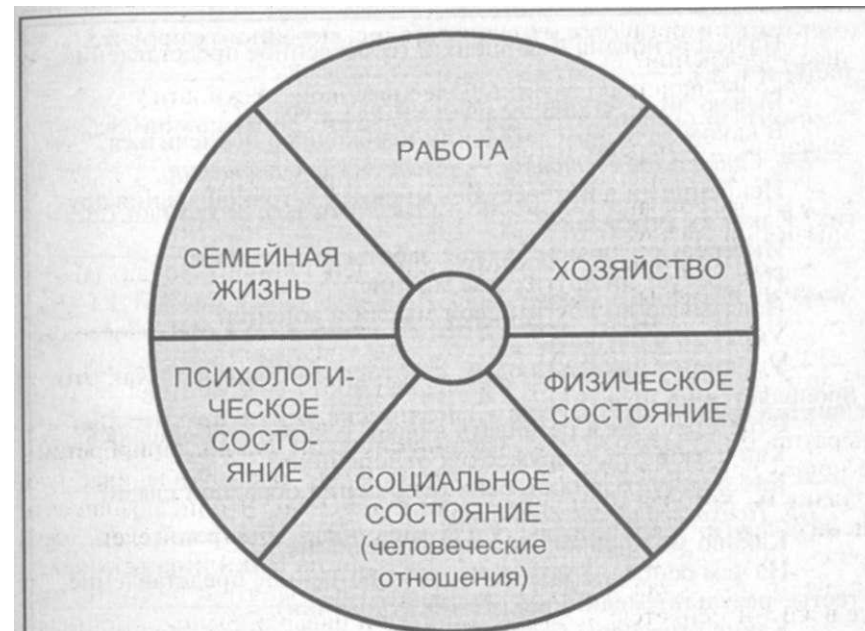 РАБОТА
СЕМЕЙНАЯ
ЖИЗНЬ
ХОЗЯЙСТВО
ПСИХОЛОГИ-
ЧЕСКОЕ
СОСТО-
ЯНИЕ
ФИЗИЧЕСКОЕ
СОСТОЯНИЕ
СОЦИАЛЬНОЕ
СОСТОЯНИЕ
(человеческие
отношения)